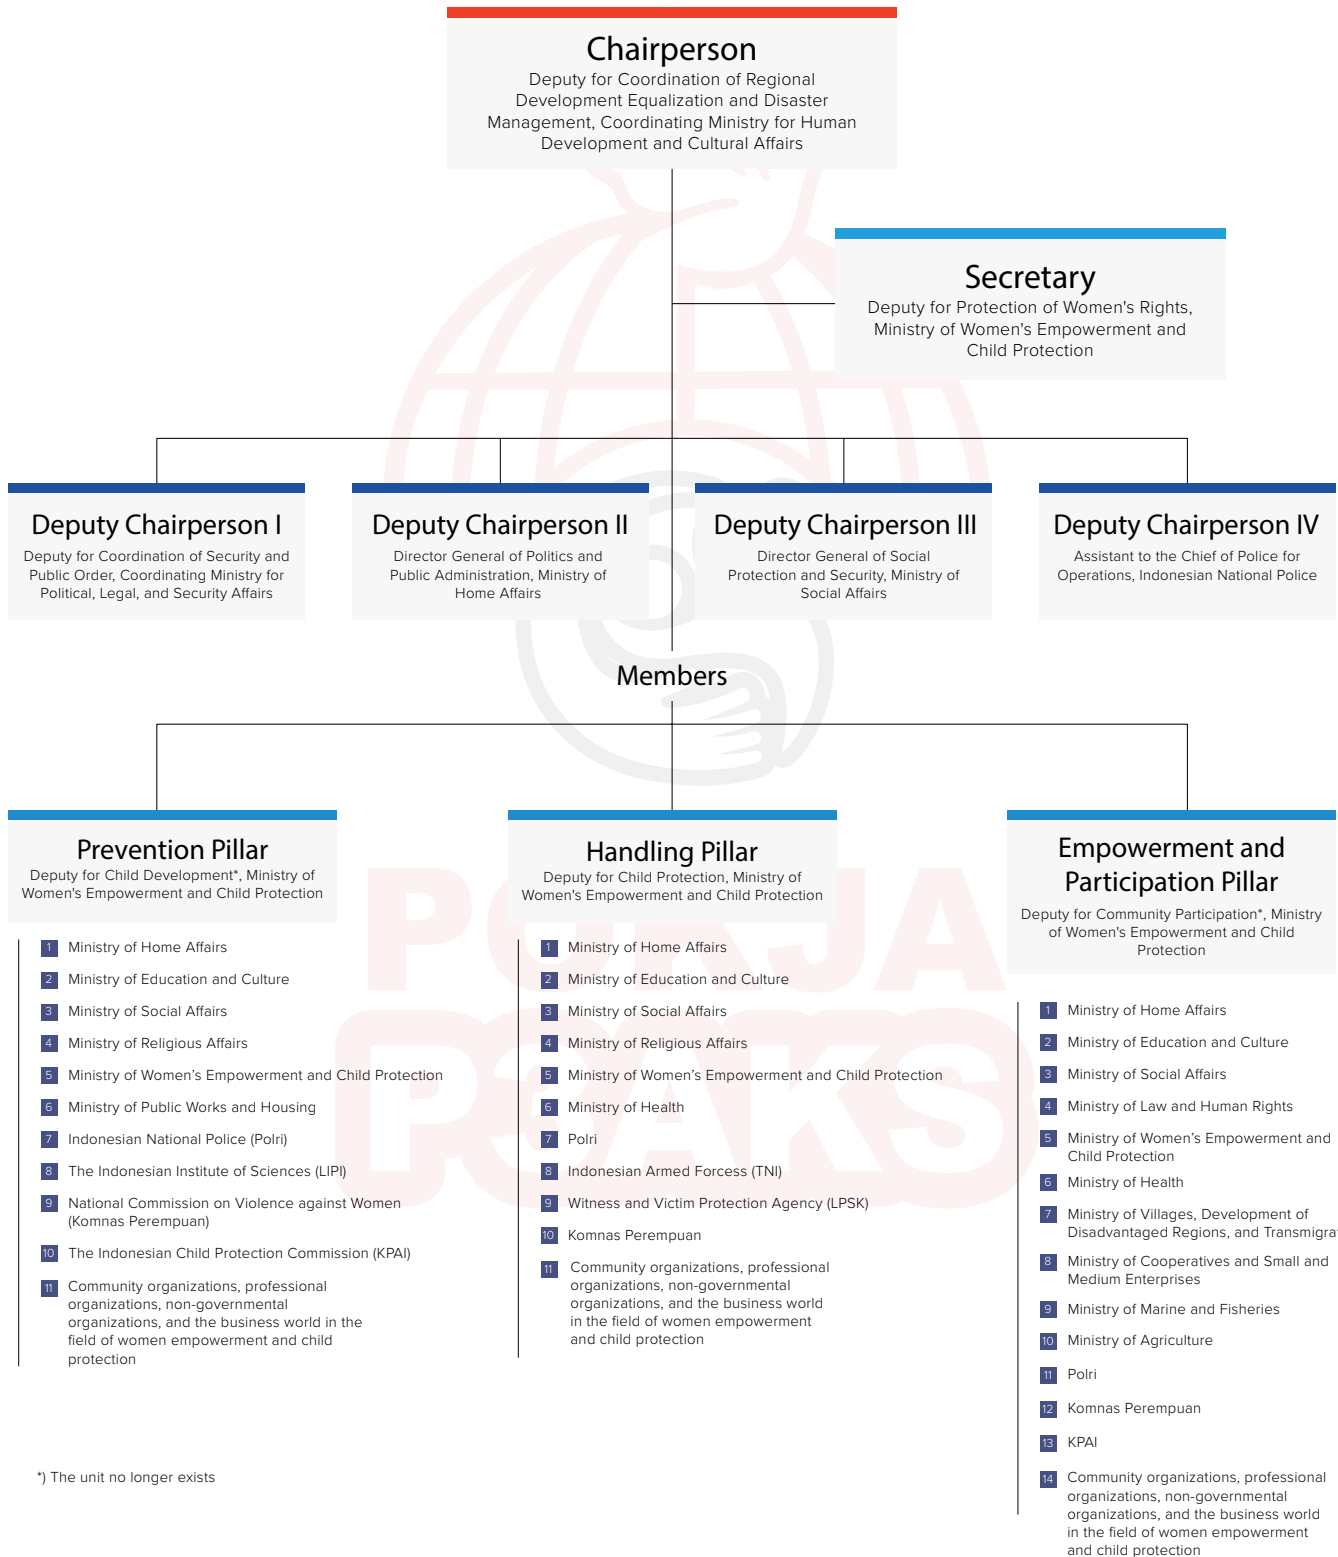 Chairperson
Deputy for Coordination of Regional
Development Equalization and Disaster
Management, Coordinating Ministry for Human
Development and Cultural Affairs
Secretary
Deputy for Protection of Women's Rights,
Ministry of Women's Empowerment and
Child Protection
Deputy Chairperson I
Deputy for Coordination of Security and
Public Order, Coordinating Ministry for
Political, Legal, and Security Affairs
Deputy Chairperson II
Director General of Politics and
Public Administration, Ministry of
Home Affairs
Deputy Chairperson III
Director General of Social
Protection and Security, Ministry of
Social Affairs
Deputy Chairperson IV
Assistant to the Chief of Police for
Operations, Indonesian National Police
Members
Prevention Pillar
Deputy for Child Development*, Ministry of
Women's Empowerment and Child Protection
1 Ministry of Home Affairs
2 Ministry of Education and Culture
3 Ministry of Social Affairs
4 Ministry of Religious Affairs
5 Ministry of Women’s Empowerment and Child Protection
6 Ministry of Public Works and Housing
7 Indonesian National Police (Polri)
8 The Indonesian Institute of Sciences (LIPI)
9 National Commission on Violence against Women
(Komnas Perempuan)
10 The Indonesian Child Protection Commission (KPAI)
11 Community organizations, professional
organizations, non-governmental
organizations, and the business world in the
field of women empowerment and child
protection
Handling Pillar
Deputy for Child Protection, Ministry of
Women's Empowerment and Child Protection
1 Ministry of Home Affairs
2 Ministry of Education and Culture
3 Ministry of Social Affairs
4 Ministry of Religious Affairs
5 Ministry of Women’s Empowerment and Child Protection
6 Ministry of Health
7 Polri
8 Indonesian Armed Forcess (TNI)
9 Witness and Victim Protection Agency (LPSK)
10 Komnas Perempuan
11 Community organizations, professional
organizations, non-governmental
organizations, and the business world
in the field of women empowerment
and child protection
Empowerment and
Participation Pillar
Deputy for Community Participation*, Ministry
of Women's Empowerment and Child
Protection
1 Ministry of Home Affairs
2 Ministry of Education and Culture
3 Ministry of Social Affairs
4 Ministry of Law and Human Rights
5 Ministry of Women’s Empowerment and
Child Protection
6 Ministry of Health
7 Ministry of Villages, Development of
Disadvantaged Regions, and Transmigra
8 Ministry of Cooperatives and Small and
Medium Enterprises
9 Ministry of Marine and Fisheries
10 Ministry of Agriculture
11 Polri
12 Komnas Perempuan
13 KPAI
14 Community organizations, professional
organizations, non-governmental
organizations, and the business world
in the field of women empowerment
and child protection
*) The unit no longer exists
POKJA
P3AKS